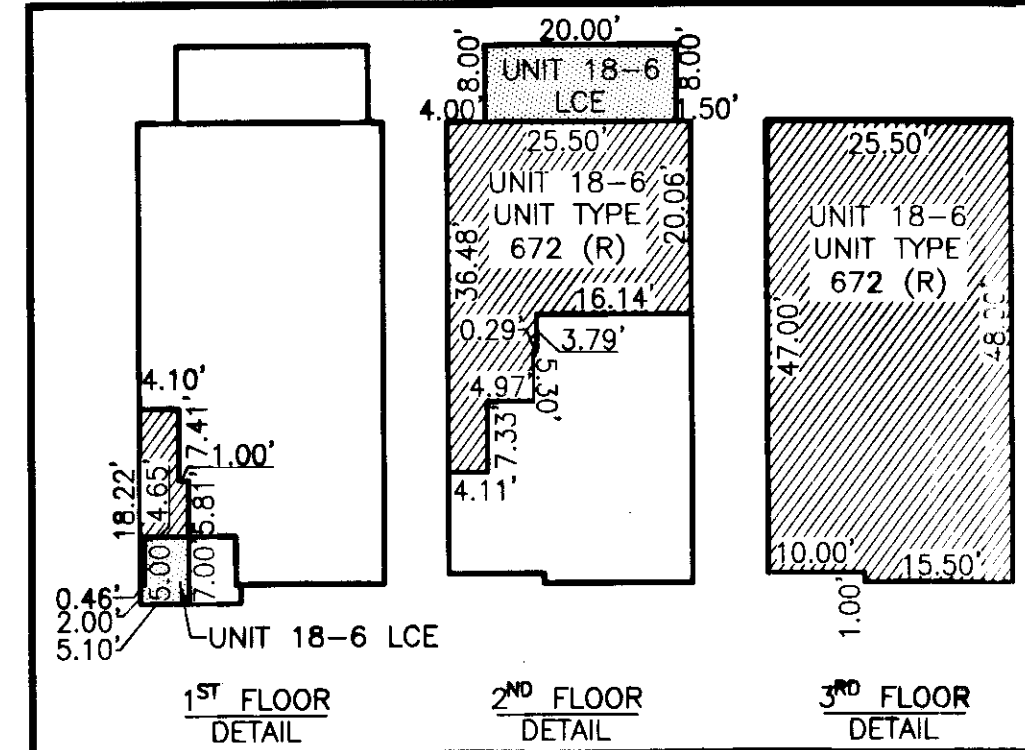 4.10'
7.41'
1.00'
18.22'
4.65'
5.81'
5.00
7.00
0.46'
2.00'
5.10'
UNIT 18-6 LCE
1ST FLOOR
DETAIL
20.00'
8.00'
8.00'
UNIT 18-6
LCE
4.00'
1.50'
25.50'
UNIT 18-6
UNIT TYPE
672 (R)
20.06'
36.48'
16.14'
0.29'
3.79'
5.30'
4.97'
7.33'
4.11'
2ND FLOOR
DETAIL
25.50'
UNIT 18-6
UNIT TYPE
672 (R)
47.00'
10.00'
15.50'
1.00'
3RD FLOOR
DETAIL